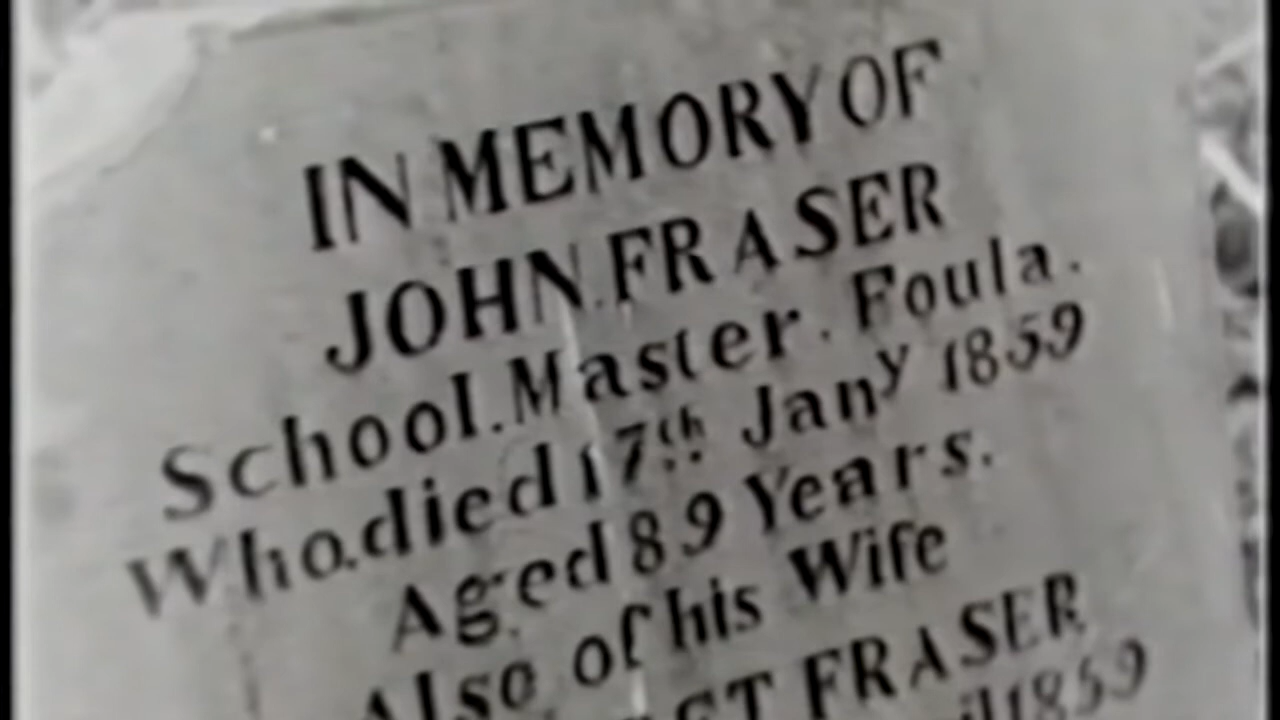 IN MEMORY OF
JOHN. FRASER
School. Master. Foula.
Who.died 17th Jany 1859
Aged 89 Years.
Also of his Wife
FRASER
1859